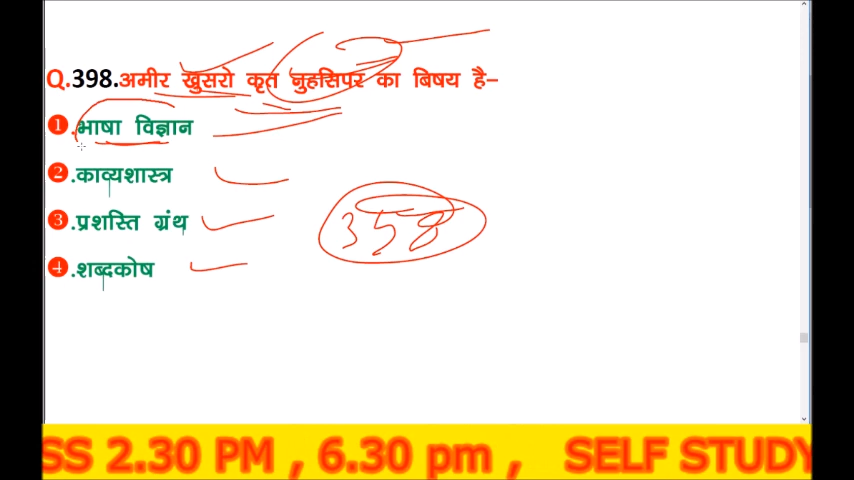 Q.398.अमीर खुसरो कृत नुहसिपर का बिषय है-
1.भाषा विज्ञान
2.काव्यशास्त्र
3.प्रशस्ति ग्रंथ
358
4.शब्दकोष
SS 2.30 PM , 6.30 pm , SELF STUDY